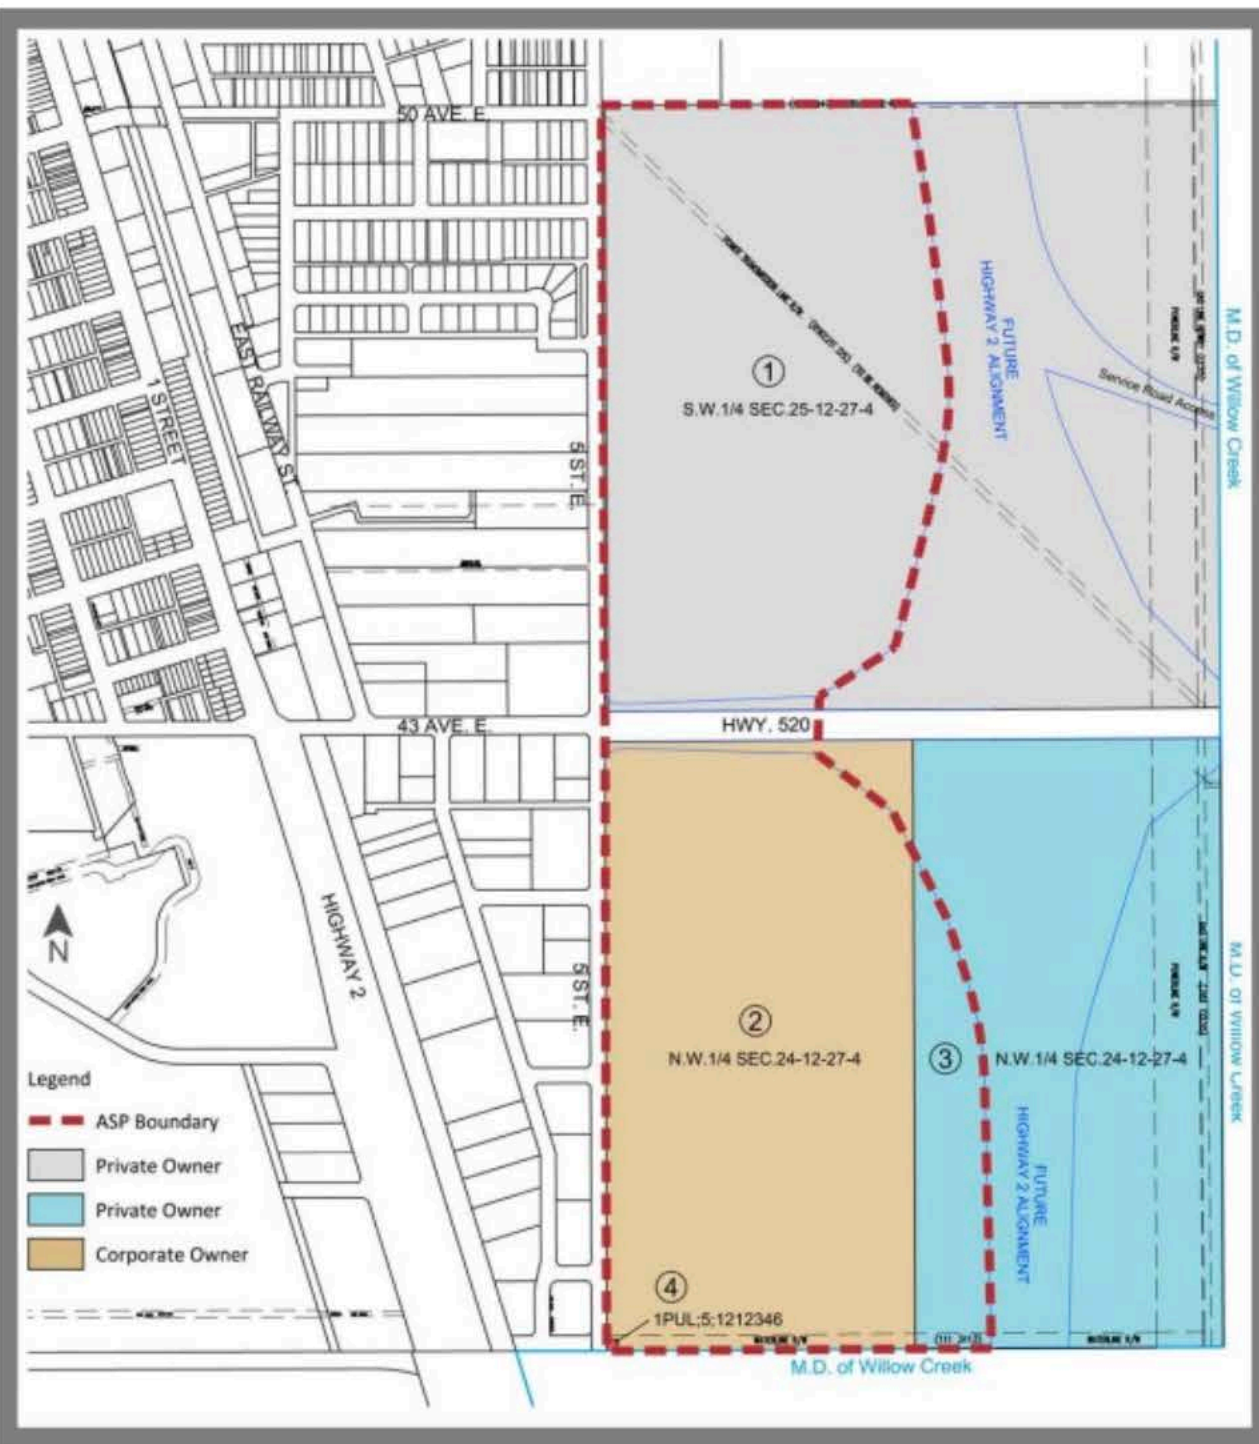 50 AVE. E.
EAST RAILWAY ST.
1 STREET
5 ST. E.
①
S.W.1/4 SEC.25-12-27-4
FUTURE
HIGHWAY 2 ALIGNMENT
Service Road Access
M.D. of Willow Creek
43 AVE. E.
HWY. 520
HIGHWAY 2
5 ST. E.
②
N.W.1/4 SEC.24-12-27-4
③
N.W.1/4 SEC.24-12-27-4
FUTURE
HIGHWAY 2 ALIGNMENT
M.D. of Willow Creek
N
Legend
ASP Boundary
Private Owner
Private Owner
Corporate Owner
④
1PUL;5;1212346
M.D. of Willow Creek